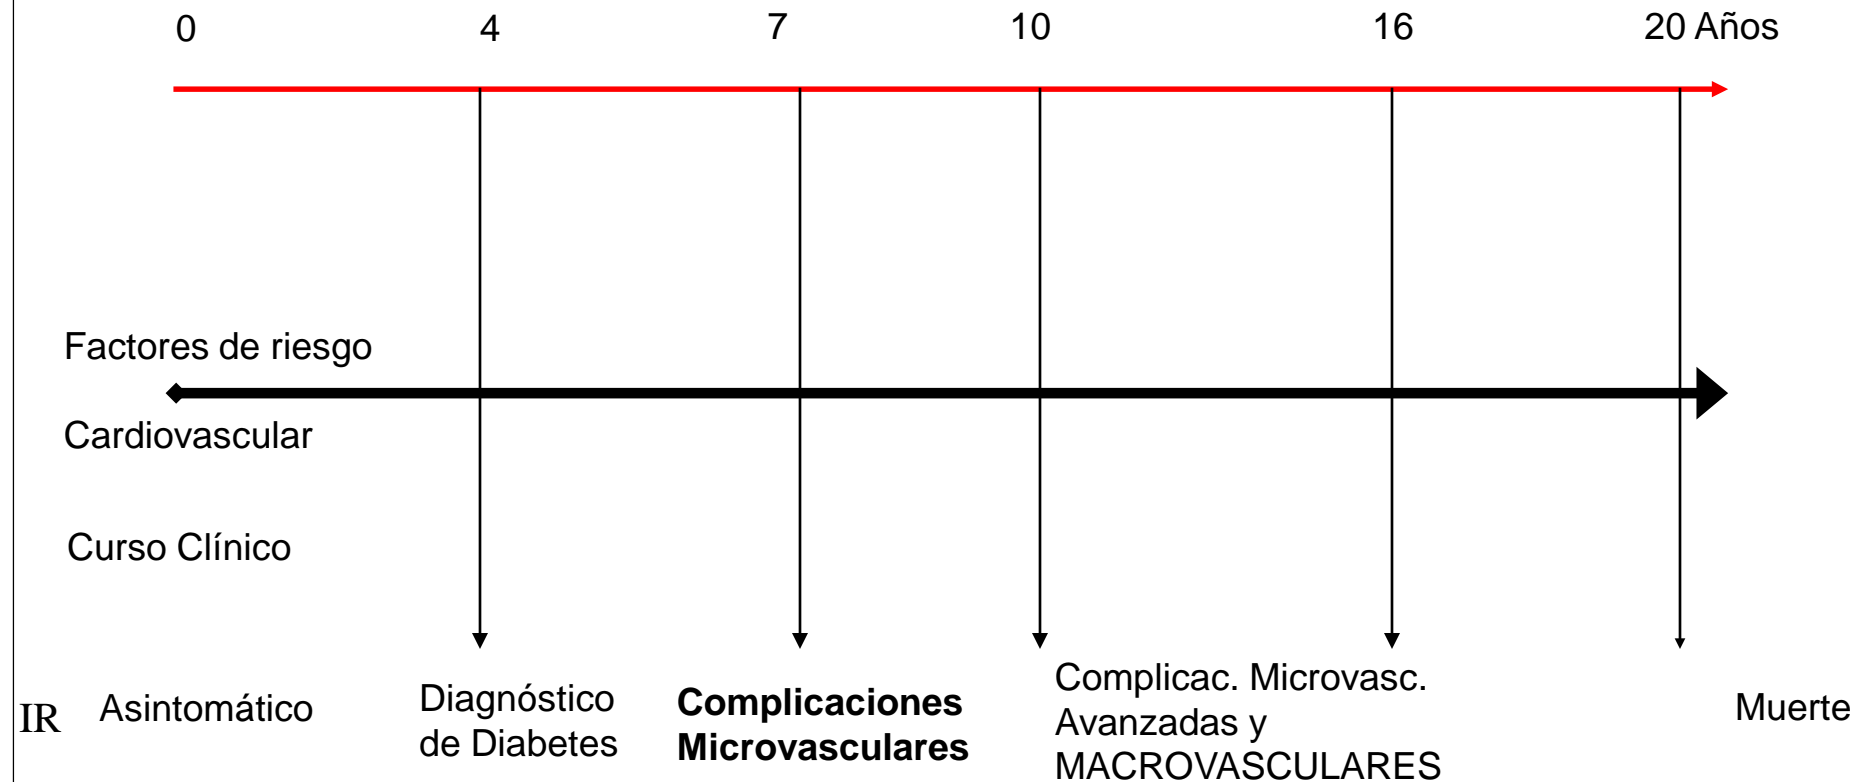 0 4 7 10 16 20 Años
Factores de riesgo
Cardiovascular
Curso Clínico
IR
Asintomático
Diagnóstico
de Diabetes
Complicaciones
Microvasculares
Complicac. Microvasc.
Avanzadas y
MACROVASCULARES
Muerte